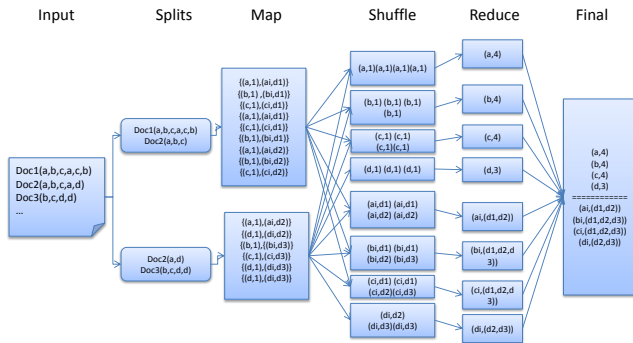 Input
Splits
Map
Shuffle
Reduce
Final
Doc1(a,b,c,a,c,b)
Doc2(a,b,c,a,d)
Doc3(b,c,d,d)
...
Doc1(a,b,c,a,c,b)
Doc2(a,b,c)
Doc2(a,d)
Doc3(b,c,d,d)
{(a,1),(ai,d1)}
{(b,1) ,(bi,d1)}
{(c,1),(ci,d1)}
{(a,1),(ai,d1)}
{(c,1),(ci,d1)}
{(b,1),(bi,d1)}
{(a,1),(ai,d2)}
{(b,1),(bi,d2)}
{(c,1),(ci,d2)}
{(a,1),(ai,d2)}
{(d,1),(di,d2)}
{(b,1),((bi,d3)}
{(c,1),(ci,d3)}
{(d,1),(di,d3)}
{(d,1),(di,d3)}
(a,1)(a,1)(a,1)(a,1)
(b,1) (b,1) (b,1)
(b,1)
(c,1) (c,1)
(c,1)(c,1)
(d,1) (d,1) (d,1)
(ai,d1) (ai,d1)
(ai,d2) (ai,d2)
(bi,d1) (bi,d1)
(bi,d2) (bi,d3)
(ci,d1) (ci,d1)
(ci,d2)(ci,d3)
(di,d2)
(di,d3)(di,d3)
(a,4)
(b,4)
(c,4)
(d,3)
(ai,(d1,d2))
(bi,(d1,d2,d
3))
(ci,(d1,d2,d
3))
(di,(d2,d3))
(a,4)
(b,4)
(c,4)
(d,3)
============
(ai,(d1,d2))
(bi,(d1,d2,d3))
(ci,(d1,d2,d3))
(di,(d2,d3))